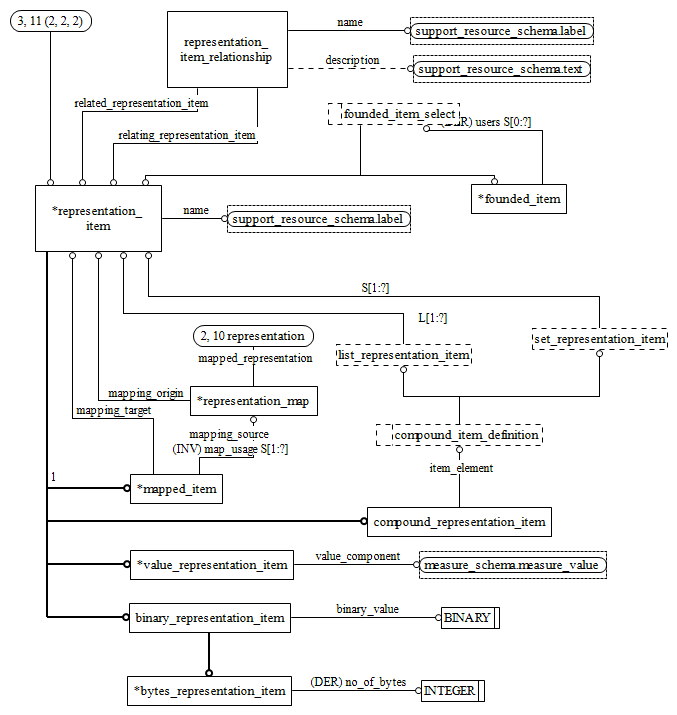 3, 11 (2, 2, 2)
representation_
item_relationship
name
support_resource_schema.label
description
support_resource_schema.text
related_representation_item
relating_representation_item
founded_item_select
users S[0:?]
*representation_
item
name
support_resource_schema.label
*founded_item
S[1:?]
L[1:?]
2, 10 representation
mapped_representation
list_representation_item
set_representation_item
mapping_origin
*representation_map
mapping_target
mapping_source
(INV) map_usage S[1:?]
compound_item_definition
item_element
1
*mapped_item
compound_representation_item
*value_representation_item
value_component
measure_schema.measure_value
binary_representation_item
binary_value
BINARY
*bytes_representation_item
(DER) no_of_bytes
INTEGER